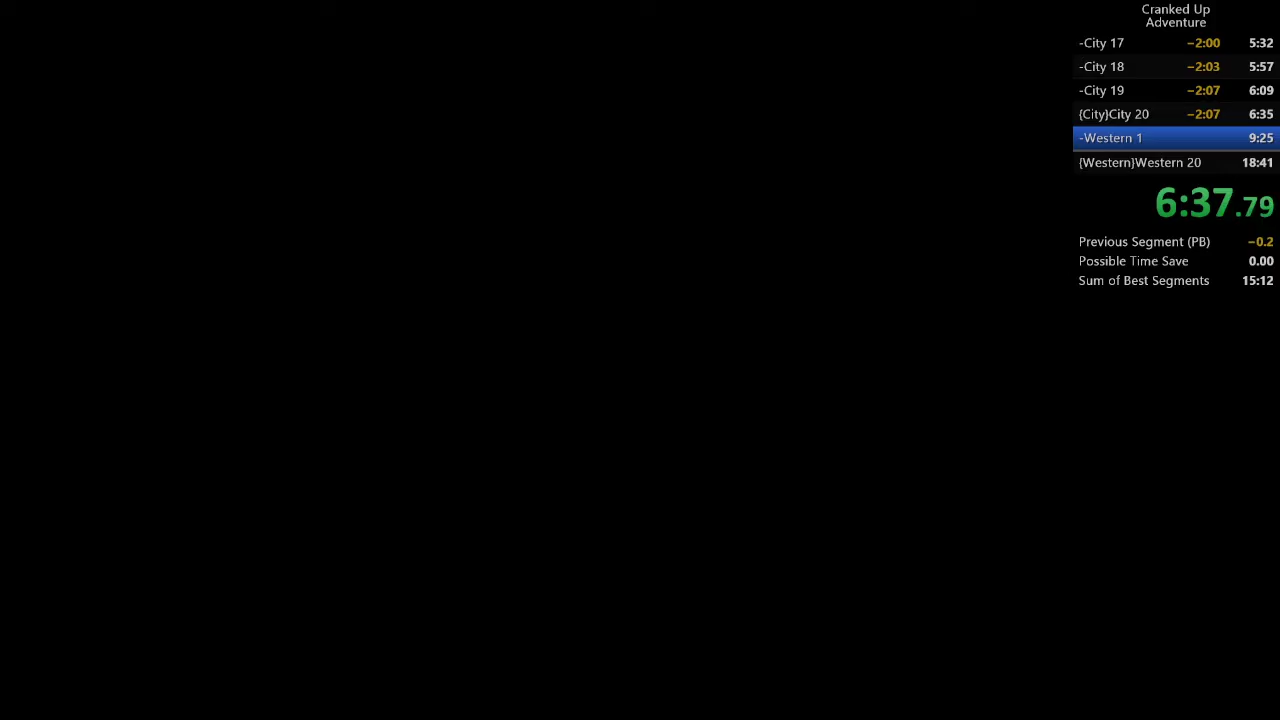 Cranked Up
Adventure
-City 17 −2:00 5:32
-City 18 −2:03 5:57
-City 19 −2:07 6:09
{City}City 20 −2:07 6:35
-Western 1 9:25
{Western}Western 20 18:41
6:37.79
Previous Segment (PB) −0.2
Possible Time Save 0.00
Sum of Best Segments 15:12